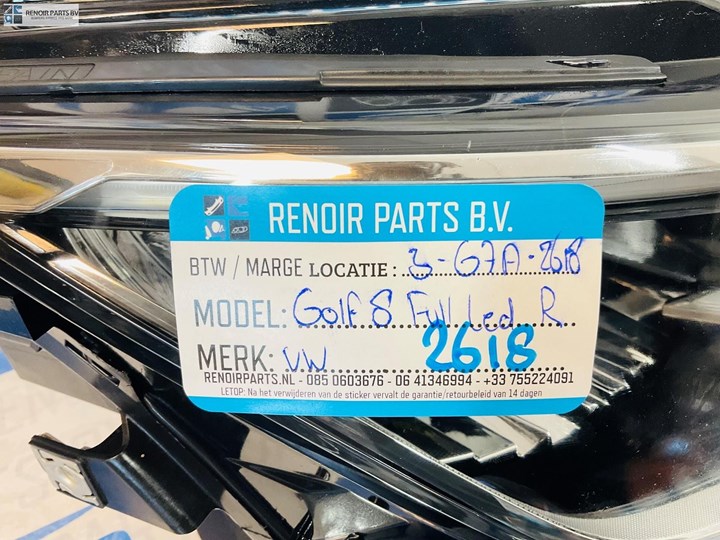 RENOIR PARTS BV
RENOIR PARTS B.V.
BTW / MARGE LOCATIE : 3-G7A-2618
MODEL: Golf 8 Full Led R
MERK: VW 2618
RENOIRPARTS.NL - 085 0603676 - 06 41346994 - +33 755224091
LETOP: Na het verwijderen van de sticker vervalt de garantie/retourbeleid van 14 dagen